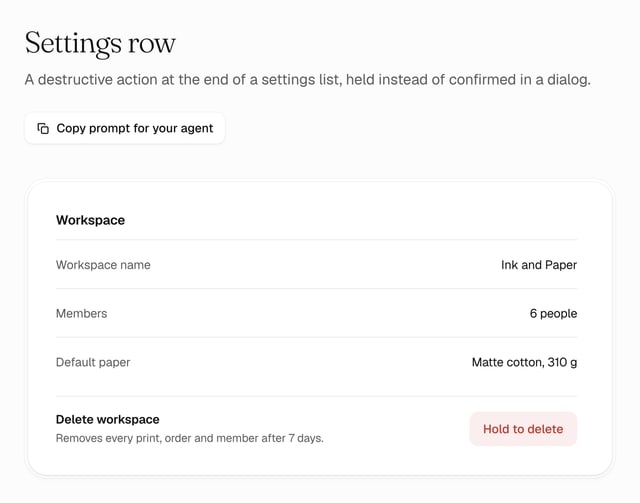 Settings row
A destructive action at the end of a settings list, held instead of confirmed in a dialog.
Copy prompt for your agent
Workspace
Workspace name Ink and Paper
Members 6 people
Default paper Matte cotton, 310 g
Delete workspace
Removes every print, order and member after 7 days.
Hold to delete